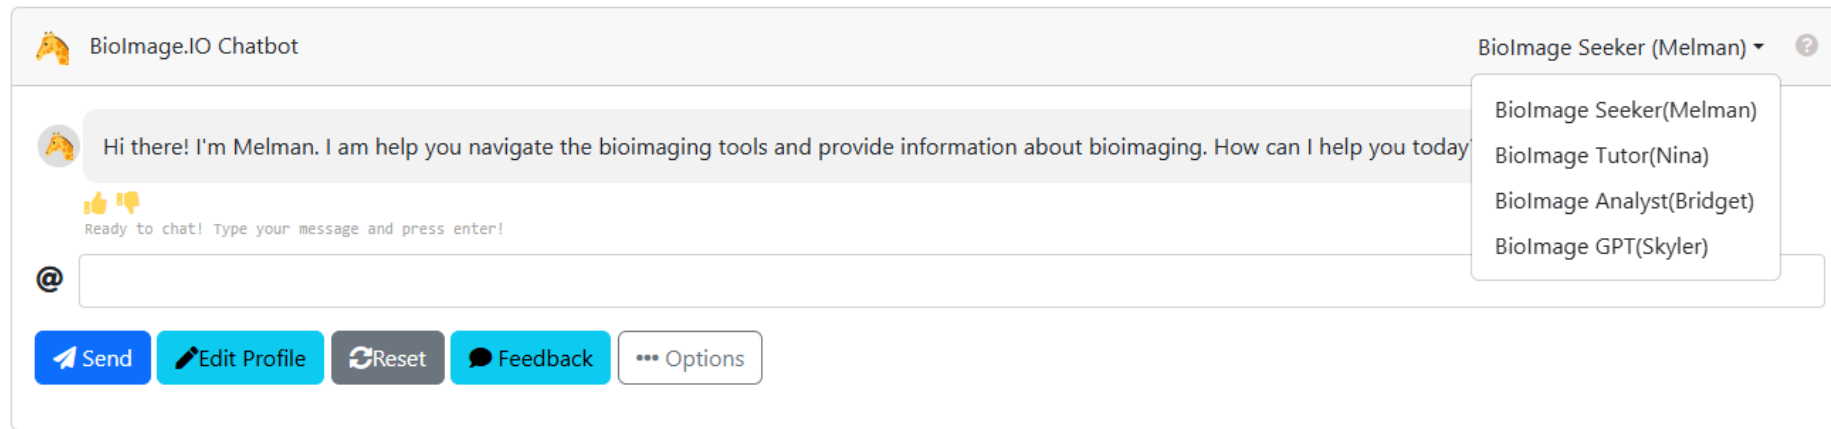 BioImage.IO Chatbot
BioImage Seeker (Melman)
?
BioImage Seeker(Melman)
BioImage Tutor(Nina)
BioImage Analyst(Bridget)
BioImage GPT(Skyler)
Hi there! I'm Melman. I am help you navigate the bioimaging tools and provide information about bioimaging. How can I help you today?
Ready to chat! Type your message and press enter!
@
Send
Edit Profile
Reset
Feedback
••• Options